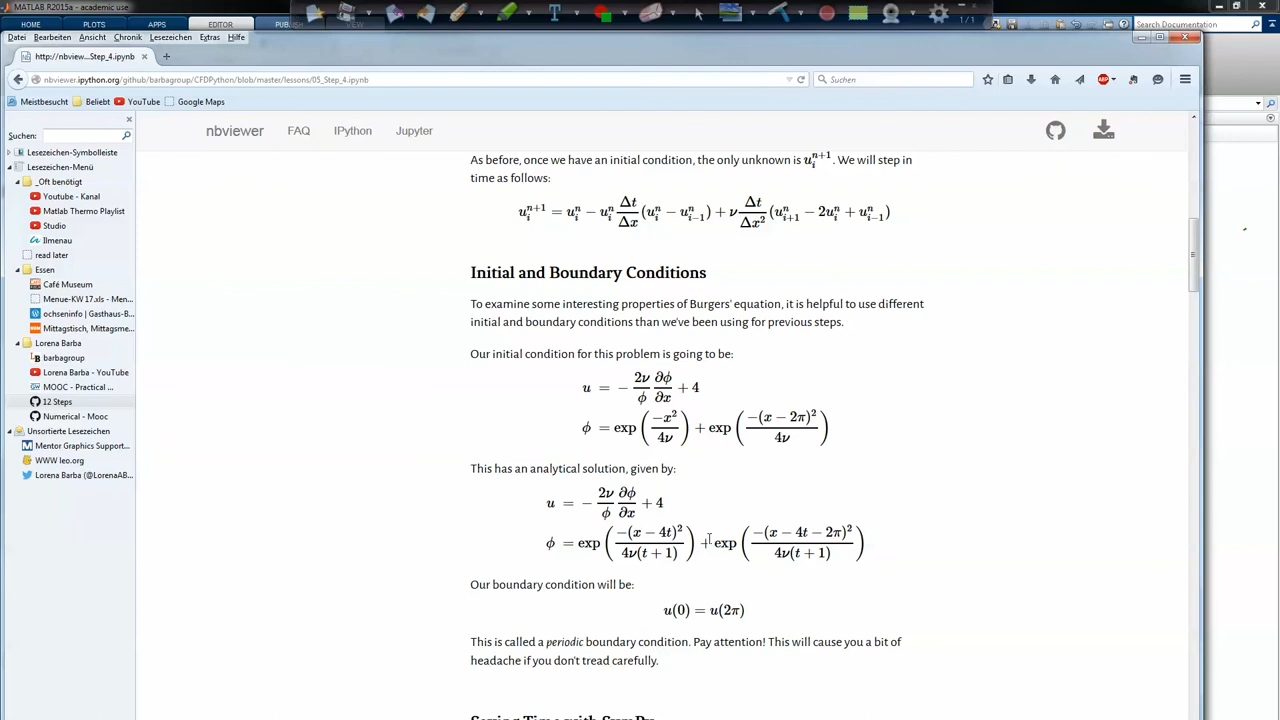 MATLAB R2015a - academic use
HOME PLOTS APPS EDITOR PUBLISH 1/1 Search Documentation
Datei Bearbeiten Ansicht Chronik Lesezeichen Extras Hilfe
http://nbview...Step_4.ipynb
nbviewer.ipython.org/github/barbagroup/CFDPython/blob/master/lessons/05_Step_4.ipynb Suchen
Meistbesucht Beliebt YouTube Google Maps
Suchen:
Lesezeichen-Symbolleiste
Lesezeichen-Menü
_Oft benötigt
Youtube - Kanal
Matlab Thermo Playlist
Studio
Ilmenau
read later
Essen
Café Museum
Menue-KW 17.xls - Men...
ochseninfo | Gasthaus-B...
Mittagstisch, Mittagsme...
Lorena Barba
barbagroup
Lorena Barba - YouTube
MOOC - Practical ...
12 Steps
Numerical - Mooc
Unsortierte Lesezeichen
Mentor Graphics Support...
WWW leo.org
Lorena Barba (@LorenaAB...
nbviewer FAQ IPython Jupyter
As before, once we have an initial condition, the only unknown is u_i^{n+1}. We will step in
time as follows:
u_i^{n+1} = u_i^n − u_i^n Δt/Δx (u_i^n − u_{i−1}^n) + ν Δt/Δx² (u_{i+1}^n − 2u_i^n + u_{i−1}^n)
Initial and Boundary Conditions
To examine some interesting properties of Burgers' equation, it is helpful to use different
initial and boundary conditions than we've been using for previous steps.
Our initial condition for this problem is going to be:
u = − 2ν/ϕ ∂ϕ/∂x + 4
ϕ = exp(−x²/4ν) + exp(−(x − 2π)²/4ν)
This has an analytical solution, given by:
u = − 2ν/ϕ ∂ϕ/∂x + 4
ϕ = exp(−(x − 4t)²/4ν(t + 1)) + exp(−(x − 4t − 2π)²/4ν(t + 1))
Our boundary condition will be:
u(0) = u(2π)
This is called a periodic boundary condition. Pay attention! This will cause you a bit of
headache if you don't tread carefully.
Saving Time with SymPy